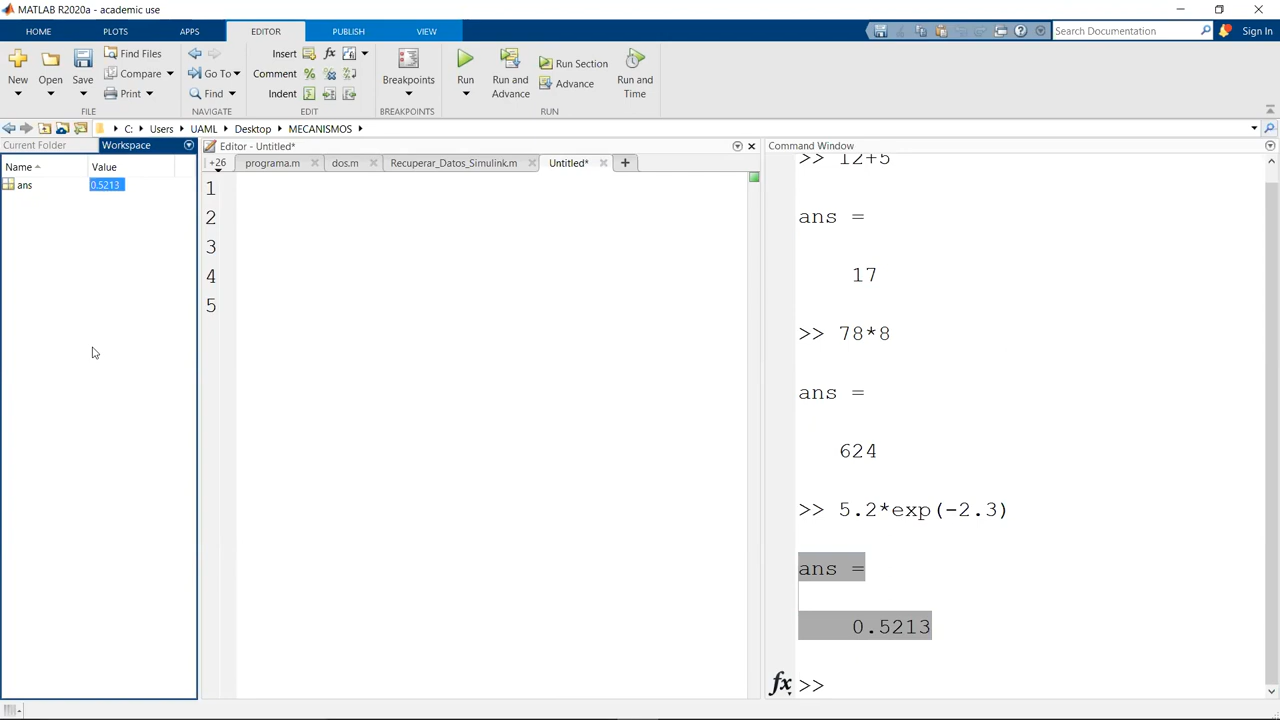 MATLAB R2020a - academic use
HOME PLOTS APPS EDITOR PUBLISH VIEW
Search Documentation
Sign In
New
Open
Save
Find Files
Compare
Print
FILE
Go To
Find
NAVIGATE
Insert
fx
Comment
%
Indent
EDIT
Breakpoints
BREAKPOINTS
Run
Run and
Advance
Run Section
Advance
Run and
Time
RUN
C: Users UAML Desktop MECANISMOS
Current Folder
Workspace
Name Value
ans 0.5213
Editor - Untitled*
+26 programa.m dos.m Recuperar_Datos_Simulink.m Untitled* +
1
2
3
4
5
Command Window
>> 12+5
ans =
17
>> 78*8
ans =
624
>> 5.2*exp(-2.3)
ans =
0.5213
fx >>